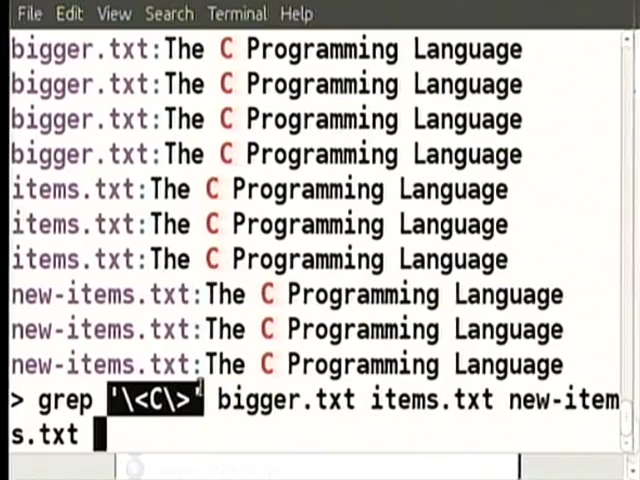 File Edit View Search Terminal Help
bigger.txt:The C Programming Language
bigger.txt:The C Programming Language
bigger.txt:The C Programming Language
bigger.txt:The C Programming Language
items.txt:The C Programming Language
items.txt:The C Programming Language
items.txt:The C Programming Language
new-items.txt:The C Programming Language
new-items.txt:The C Programming Language
new-items.txt:The C Programming Language
> grep '\<C\>' bigger.txt items.txt new-item
s.txt